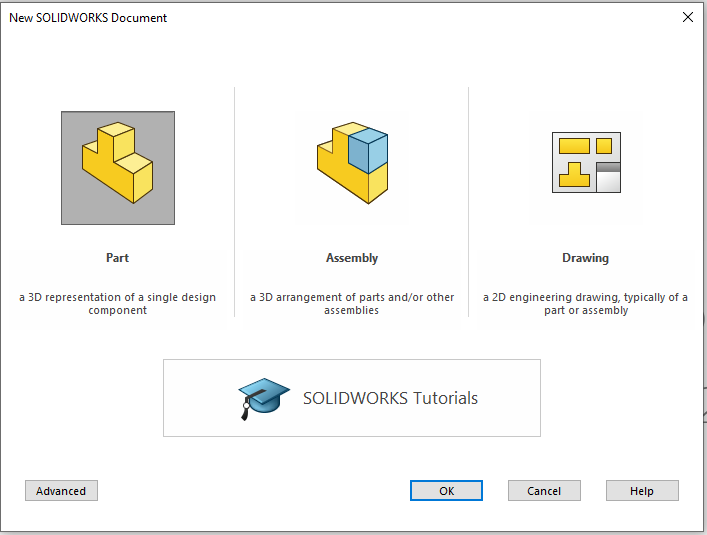 New SOLIDWORKS Document
Part
a 3D representation of a single design
component
Assembly
a 3D arrangement of parts and/or other
assemblies
Drawing
a 2D engineering drawing, typically of a
part or assembly
SOLIDWORKS Tutorials
Advanced
OK
Cancel
Help